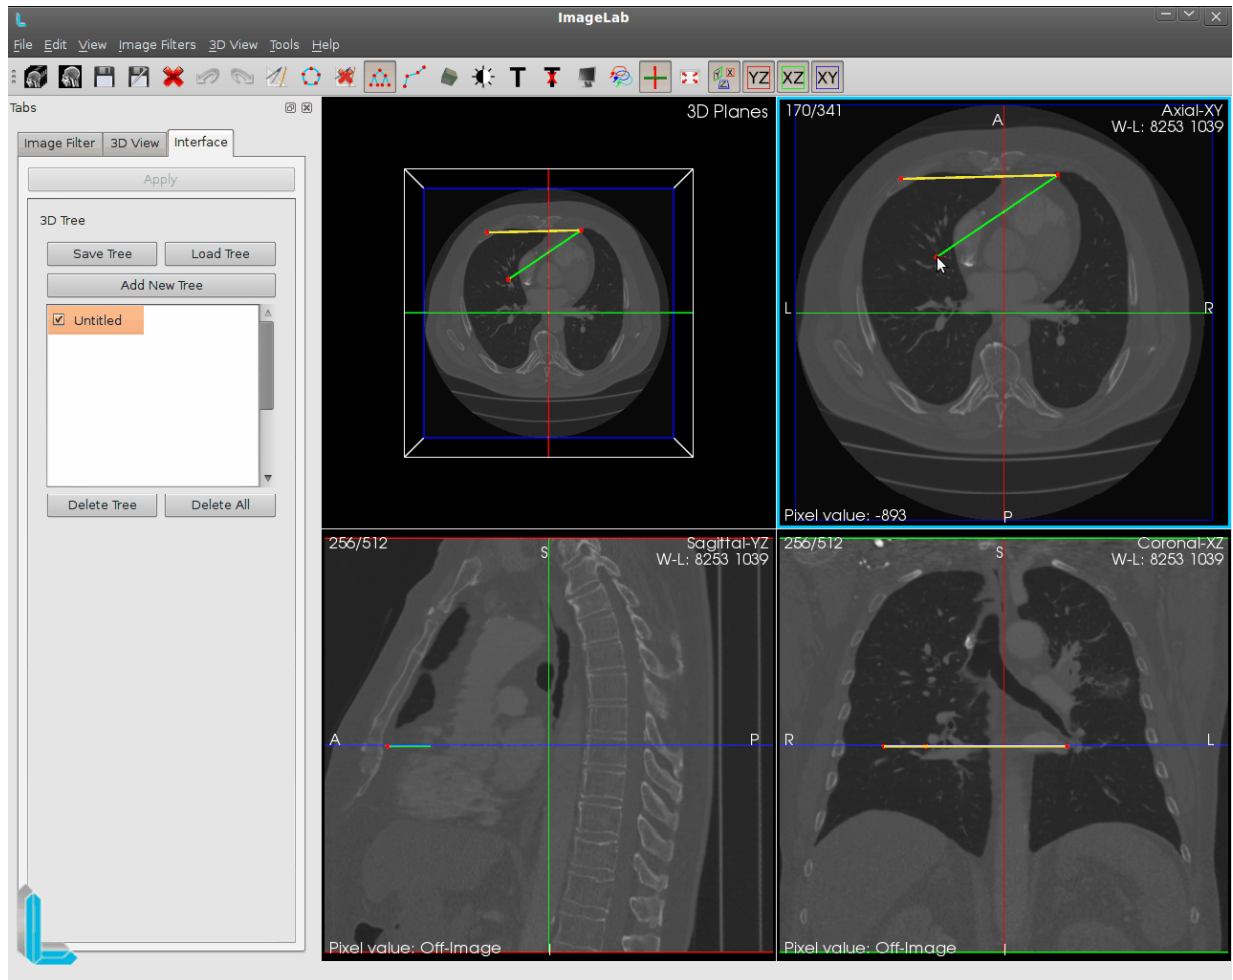 ImageLab
File Edit View Image Filters 3D View Tools Help
T T YZ XZ XY
Tabs
Image Filter 3D View Interface
Apply
3D Tree
Save Tree Load Tree
Add New Tree
Untitled
Delete Tree Delete All
3D Planes
170/341 Axial-XY
W-L: 8253 1039
A
L R
P
Pixel value: -893
256/512 Sagittal-YZ
W-L: 8253 1039
S
A P
I
Pixel value: Off-Image
256/512 Coronal-XZ
W-L: 8253 1039
S
R L
I
Pixel value: Off-Image